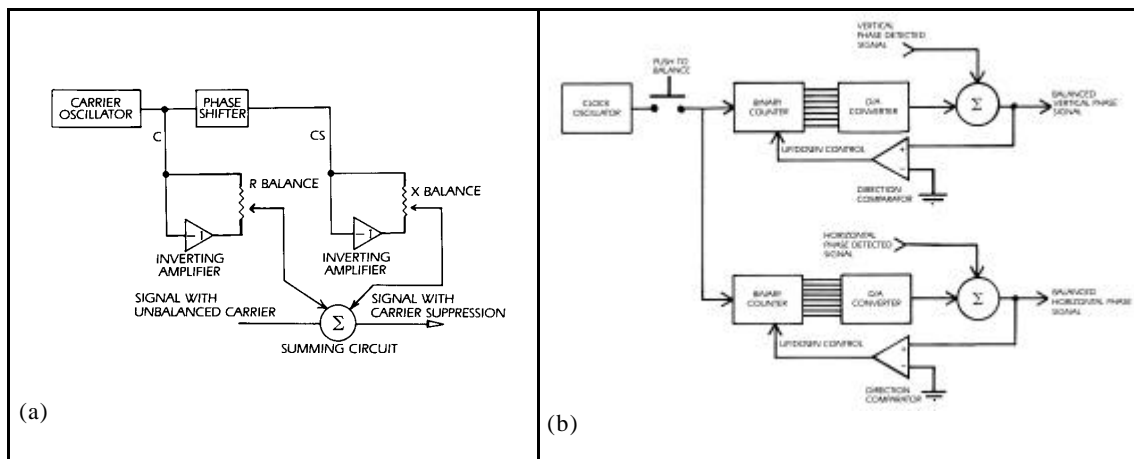 CARRIER
OSCILLATOR
PHASE
SHIFTER
C
CS
R BALANCE
X BALANCE
-1
-1
INVERTING
AMPLIFIER
INVERTING
AMPLIFIER
SIGNAL WITH
UNBALANCED CARRIER
SIGNAL WITH
CARRIER SUPPRESSION
Σ
SUMMING CIRCUIT
(a)
VERTICAL
PHASE DETECTED
SIGNAL
PUSH TO
BALANCE
CLOCK
OSCILLATOR
BINARY
COUNTER
D/A
CONVERTER
Σ
BALANCED
VERTICAL PHASE
SIGNAL
UP/DOWN CONTROL
+
-
DIRECTION
COMPARATOR
HORIZONTAL
PHASE DETECTED
SIGNAL
BINARY
COUNTER
D/A
CONVERTER
Σ
BALANCED
HORIZONTAL PHASE
SIGNAL
UP/DOWN CONTROL
+
-
DIRECTION
COMPARATOR
(b)